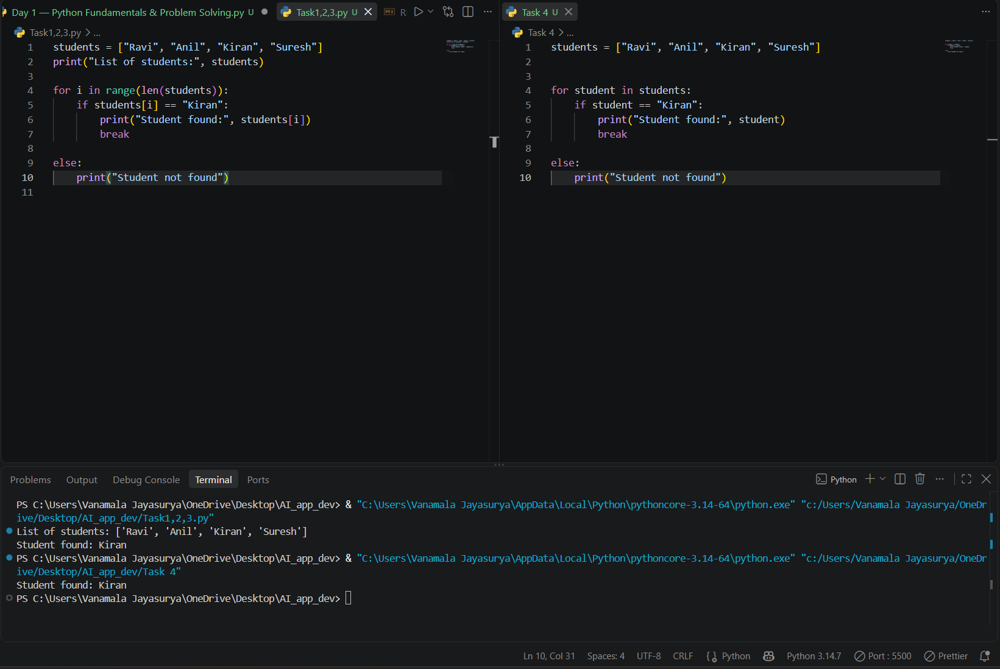 Day 1 — Python Fundamentals & Problem Solving.py U
Task1,2,3.py U
R
Task 4 U
Task1,2,3.py > ...
Task 4 > ...
1 students = ["Ravi", "Anil", "Kiran", "Suresh"]
2 print("List of students:", students)
3
4 for i in range(len(students)):
5     if students[i] == "Kiran":
6         print("Student found:", students[i])
7         break
8
9 else:
10     print("Student not found")
11
1 students = ["Ravi", "Anil", "Kiran", "Suresh"]
2
3
4 for student in students:
5     if student == "Kiran":
6         print("Student found:", student)
7         break
8
9 else:
10     print("Student not found")
Problems Output Debug Console Terminal Ports
Python
PS C:\Users\Vanamala Jayasurya\OneDrive\Desktop\AI_app_dev> & "C:\Users\Vanamala Jayasurya\AppData\Local\Python\pythoncore-3.14-64\python.exe" "c:/Users/Vanamala Jayasurya/OneDr
ive/Desktop/AI_app_dev/Task1,2,3.py"
List of students: ['Ravi', 'Anil', 'Kiran', 'Suresh']
Student found: Kiran
PS C:\Users\Vanamala Jayasurya\OneDrive\Desktop\AI_app_dev> & "C:\Users\Vanamala Jayasurya\AppData\Local\Python\pythoncore-3.14-64\python.exe" "c:/Users/Vanamala Jayasurya/OneDr
ive/Desktop/AI_app_dev/Task 4"
Student found: Kiran
PS C:\Users\Vanamala Jayasurya\OneDrive\Desktop\AI_app_dev>
Ln 10, Col 31 Spaces: 4 UTF-8 CRLF Python Python 3.14.7 Port : 5500 Prettier